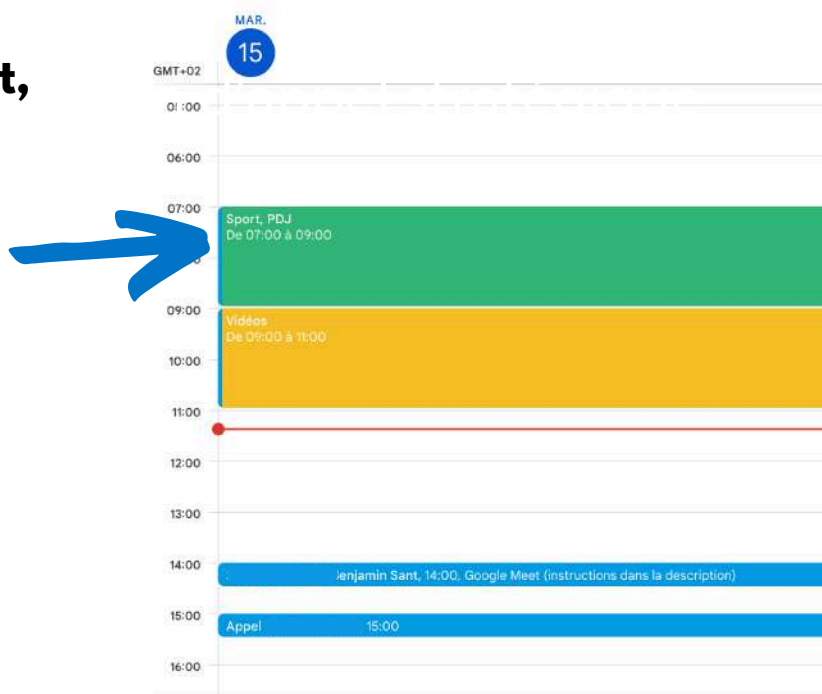 t,
MAR.
15
GMT+02
06:00
07:00
Sport, PDJ
De 07:00 à 09:00
09:00
Vidéos
De 09:00 à 11:00
10:00
11:00
12:00
13:00
14:00
enjamin Sant, 14:00, Google Meet (instructions dans la description)
15:00
Appel 15:00
16:00